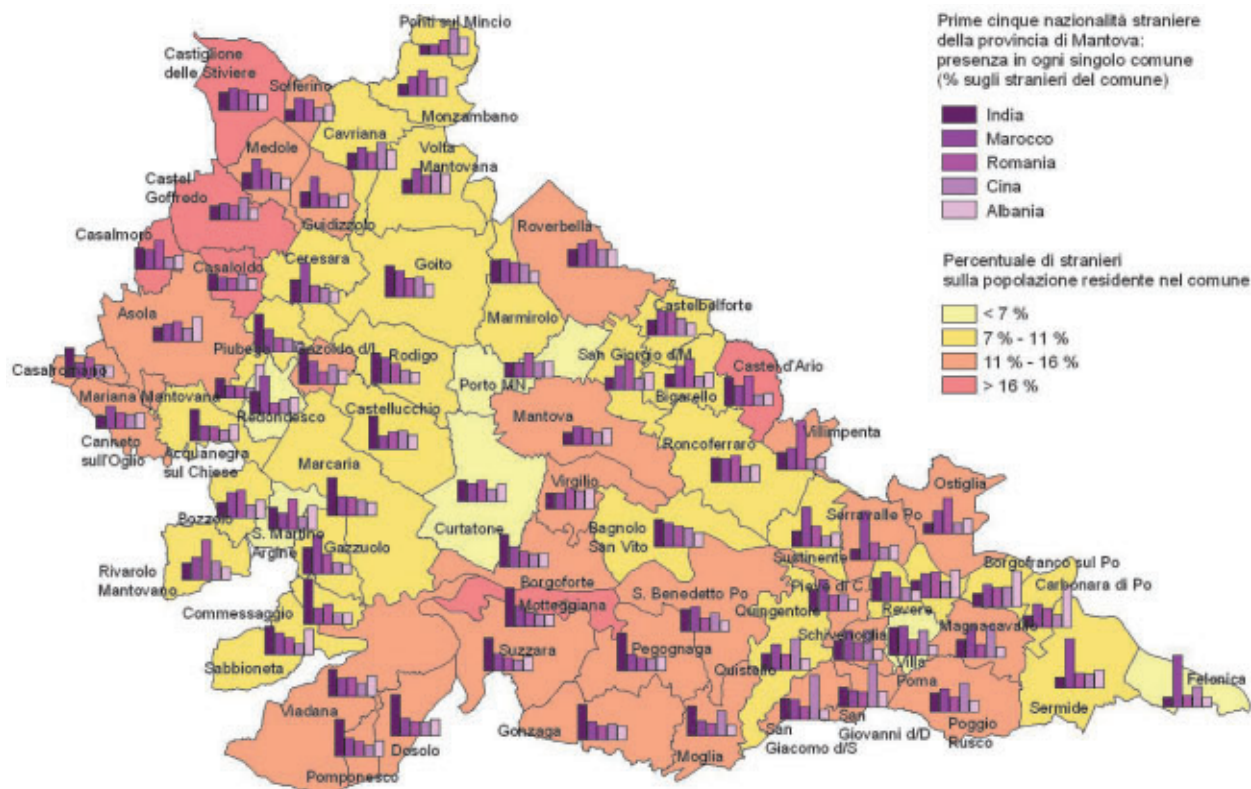 Prime cinque nazionalità straniere
della provincia di Mantova:
presenza in ogni singolo comune
(% sugli stranieri del comune)
India
Marocco
Romania
Cina
Albania
Percentuale di stranieri
sulla popolazione residente nel comune
< 7 %
7 % - 11 %
11 % - 16 %
> 16 %
Ponti sul Mincio
Castiglione
delle Stiviere
Solferino
Monzambano
Cavriana
Volta
Mantovana
Medole
Castel
Goffredo
Guidizzolo
Roverbella
Casalmoro
Casaloldo
Ceresara
Goito
Asola
Marmirolo
Castelbelforte
Piubega
Gazoldo d/I
Rodigo
San Giorgio d/M
Castel d'Ario
Casalromano
Porto MN
Bigarello
Mariana Mantovana
Redondesco
Castellucchio
Mantova
Villimpenta
Canneto
sull'Oglio
Acquanegra
sul Chiese
Marcaria
Roncoferraro
Virgilio
Ostiglia
Pozzolo
S. Martino
Argine
Curtatone
Bagnolo
San Vito
Serravalle Po
Sustinente
Gazzuolo
Rivarolo
Mantovano
Borgofranco sul Po
Carbonara di Po
Borgoforte
S. Benedetto Po
Pieve di C.
Commessaggio
Motteggiana
Quingentole
Revere
Magnacavallo
Schivenoglia
Sabbioneta
Suzzara
Pegognaga
Quistello
Villa
Poma
Felonica
Viadana
Sermide
Gonzaga
Dosolo
Moglia
San
Giacomo d/S
San
Giovanni d/D
Poggio
Rusco
Pomponesco